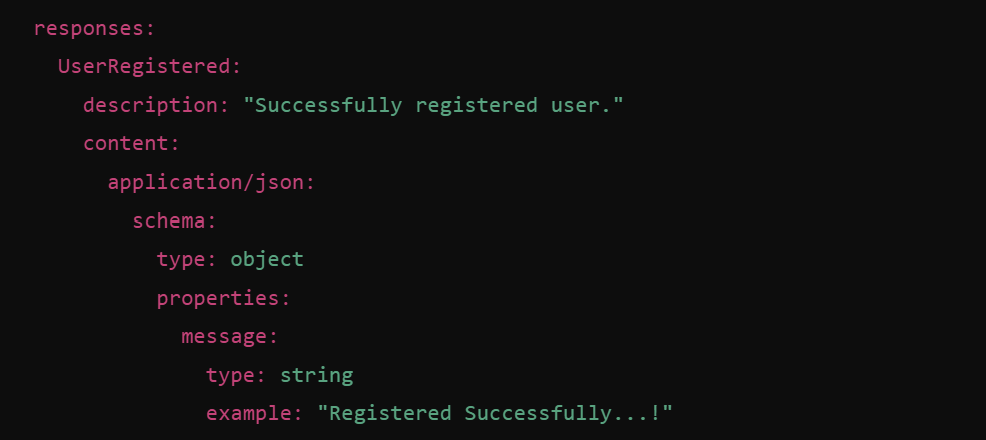 responses:
UserRegistered:
description: "Successfully registered user."
content:
application/json:
schema:
type: object
properties:
message:
type: string
example: "Registered Successfully...!"